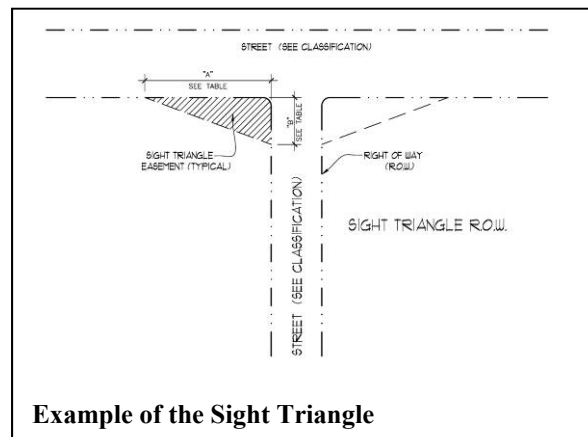 STREET (SEE CLASSIFICATION)
"A"
SEE TABLE
"B"
SEE TABLE
SIGHT TRIANGLE
EASEMENT (TYPICAL)
RIGHT OF WAY
(R.O.W.)
STREET (SEE CLASSIFICATION)
SIGHT TRIANGLE R.O.W.
Example of the Sight Triangle